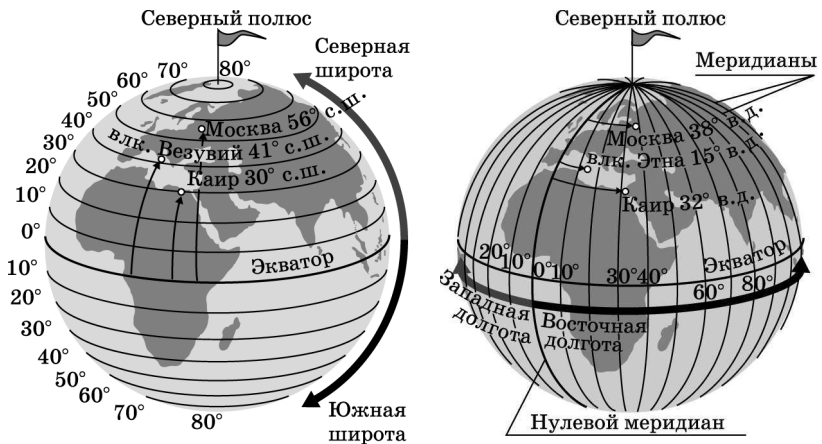 Северный полюс
Северная
широта
80°
70°
60°
50°
40°
30°
20°
10°
0°
10°
20°
30°
40°
50°
60°
70°
80°
Москва 56° с.ш.
влк. Везувий 41° с.ш.
Каир 30° с.ш.
Экватор
Южная
широта
Северный полюс
Меридианы
Москва 38° в.д.
влк. Этна 15° в.д.
Каир 32° в.д.
Экватор
20°
10°
0°
10°
30°
40°
60°
80°
Западная
долгота
Восточная
долгота
Нулевой меридиан